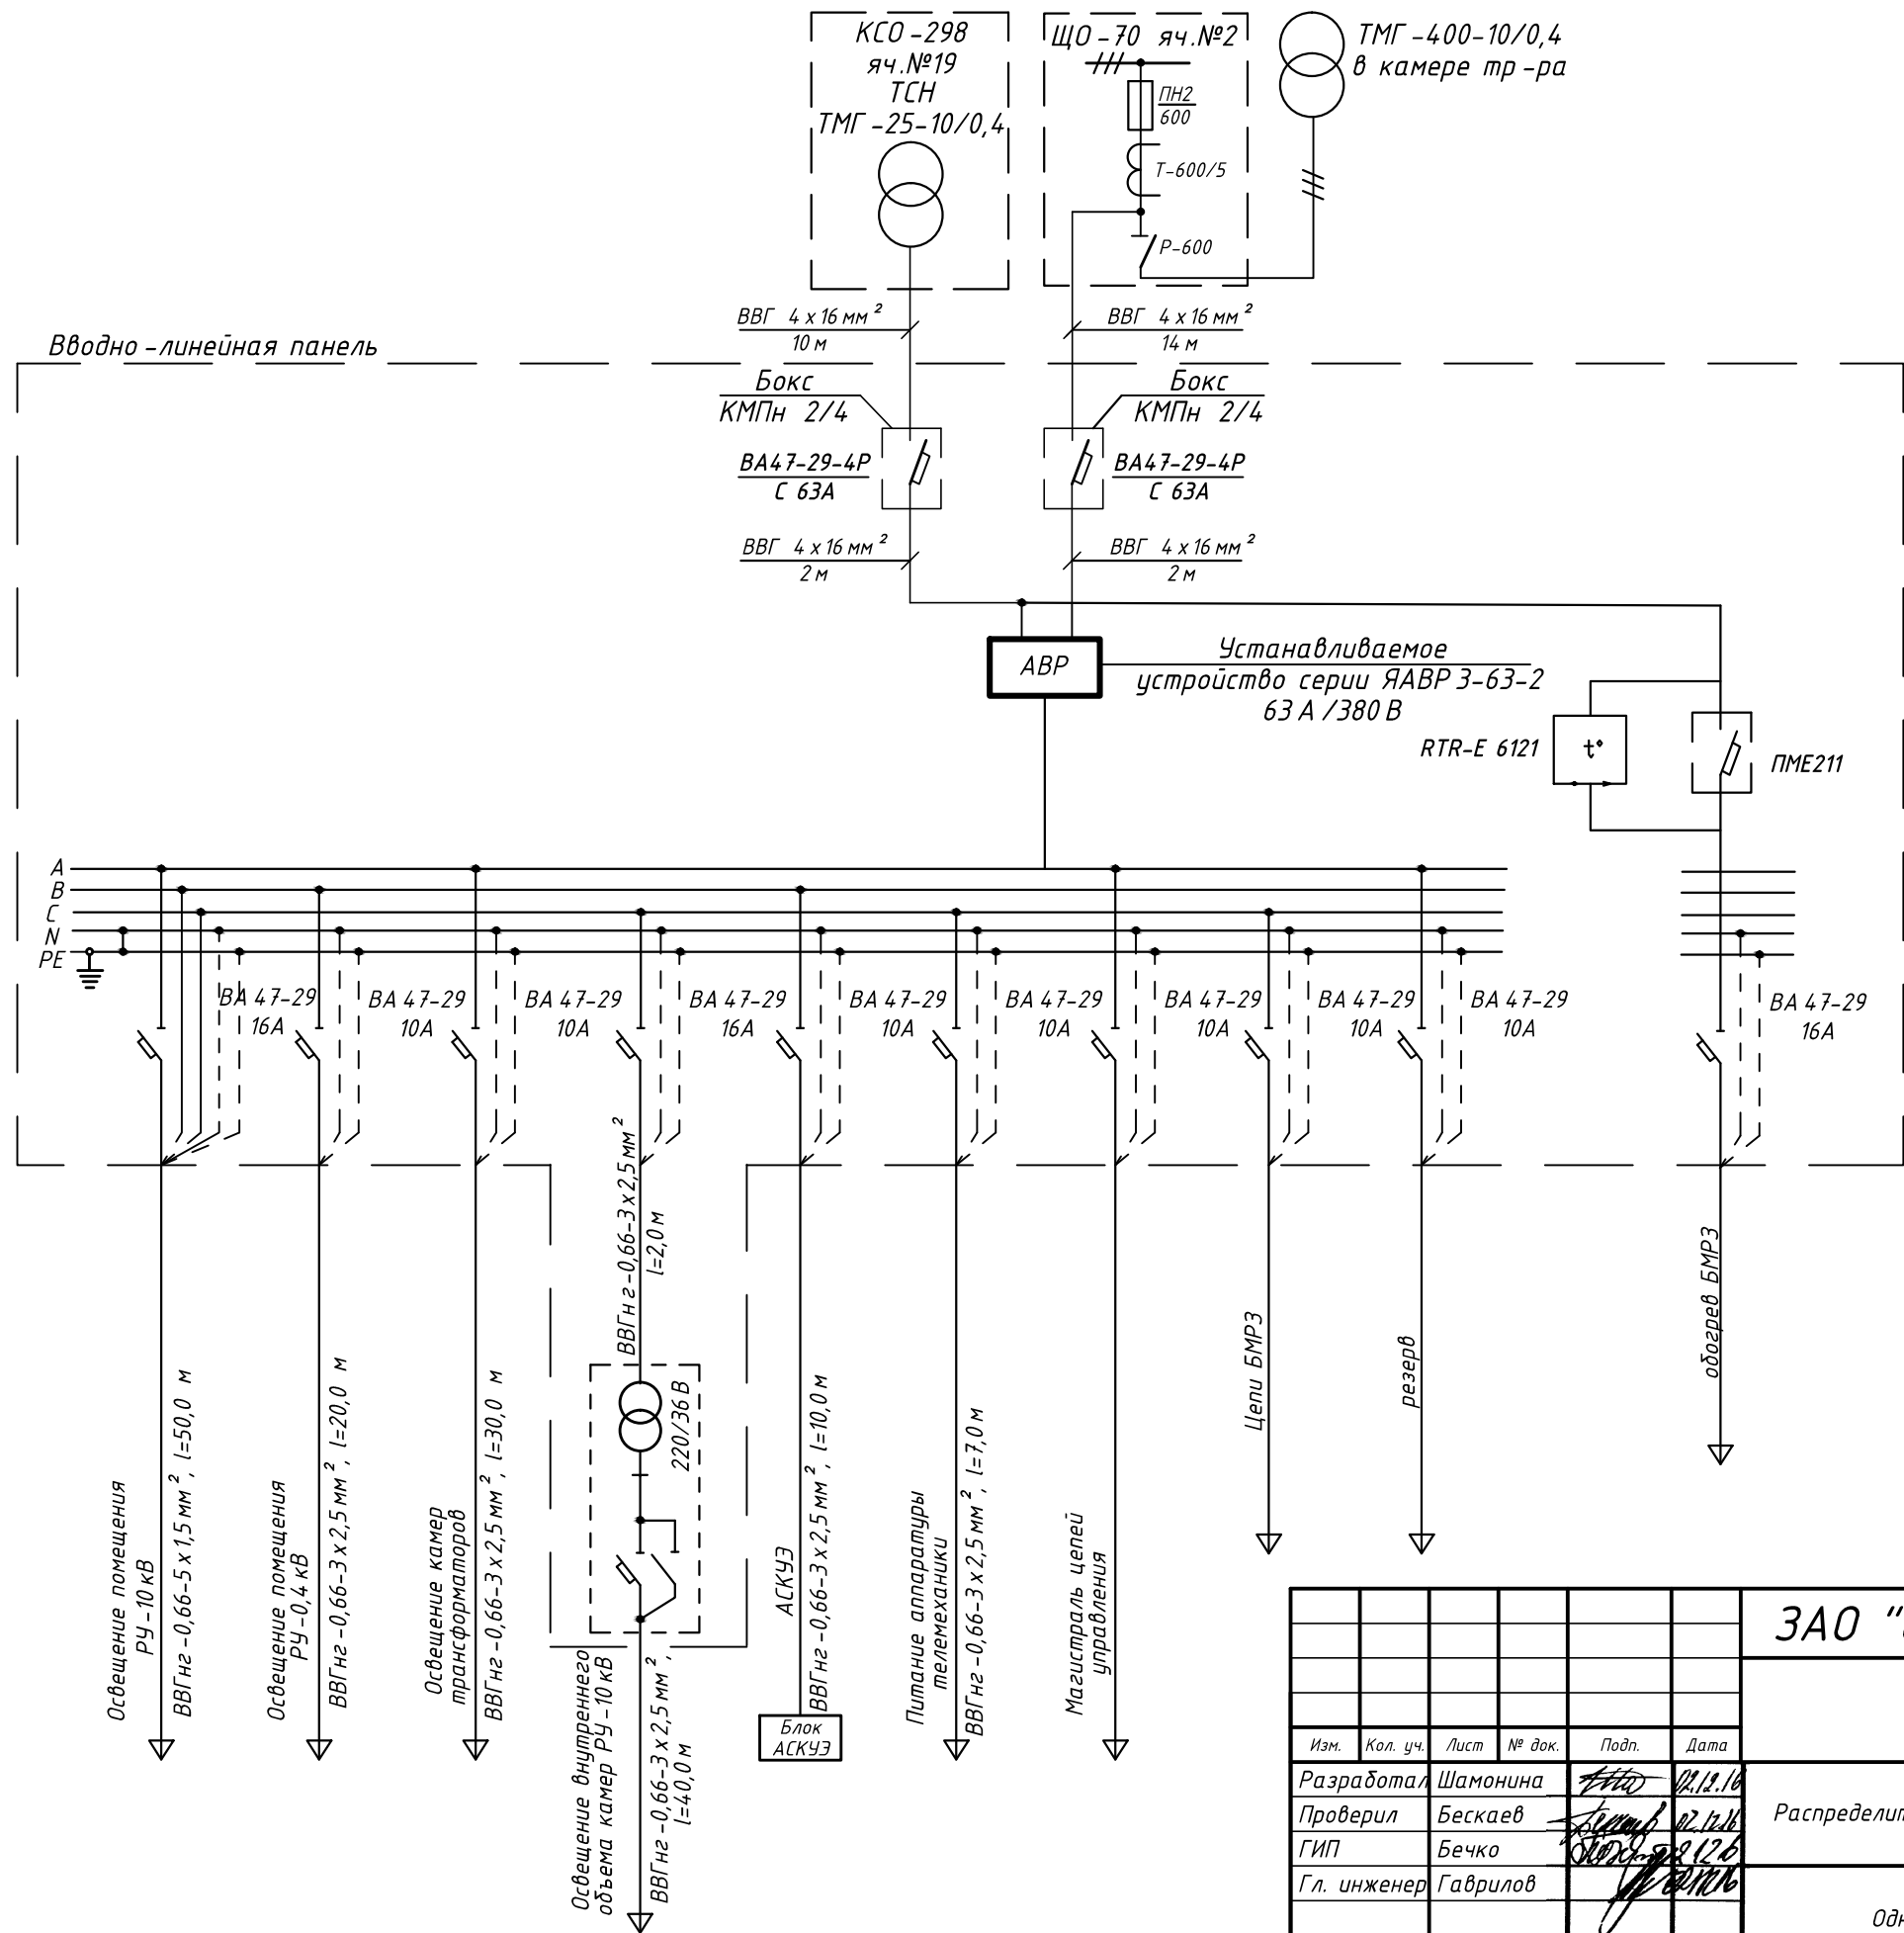 КСО-298
яч.№19
ТСН
ТМГ-25-10/0,4
ЩО-70 яч.№2
ПН2
600
Т-600/5
Р-600
ТМГ-400-10/0,4
в камере тр-ра
ВВГ 4х16 мм²
10 м
ВВГ 4х16 мм²
14 м
Вводно-линейная панель
Бокс
КМПн 2/4
Бокс
КМПн 2/4
ВА47-29-4Р
С 63А
ВА47-29-4Р
С 63А
ВВГ 4х16 мм²
2 м
ВВГ 4х16 мм²
2 м
АВР
Устанавливаемое
устройство серии ЯАВР 3-63-2
63 А/380 В
RTR-E 6121
t°
ПМЕ211
А
В
С
N
РЕ
ВА 47-29
16А
ВА 47-29
10А
ВА 47-29
10А
ВА 47-29
16А
ВА 47-29
10А
ВА 47-29
10А
ВА 47-29
10А
ВА 47-29
10А
ВА 47-29
10А
ВА 47-29
16А
Освещение помещения
РУ-10 кВ
ВВГнг-0,66-5х1,5 мм², l=50,0 м
Освещение помещения
РУ-0,4 кВ
ВВГнг-0,66-3х2,5 мм², l=20,0 м
Освещение камер
трансформаторов
ВВГнг-0,66-3х2,5 мм², l=30,0 м
ВВГнг-0,66-3х2,5 мм²
l=2,0 м
220/36 В
Освещение внутреннего
объема камер РУ-10 кВ
ВВГнг-0,66-3х2,5 мм²,
l=40,0 м
АСКУЭ
ВВГнг-0,66-3х2,5 мм², l=10,0 м
Блок
АСКУЭ
Питание аппаратуры
телемеханики
ВВГнг-0,66-3х2,5 мм², l=7,0 м
Магистраль цепей
управления
Цепи БМРЗ
резерв
обогрев БМРЗ
ЗАО "
Изм. Кол. уч. Лист № док. Подп. Дата
Разработал Шамонина 02.12.16
Проверил Бескаев 02.12.16
ГИП Бечко
Гл. инженер Гаврилов
Распределит
Одн